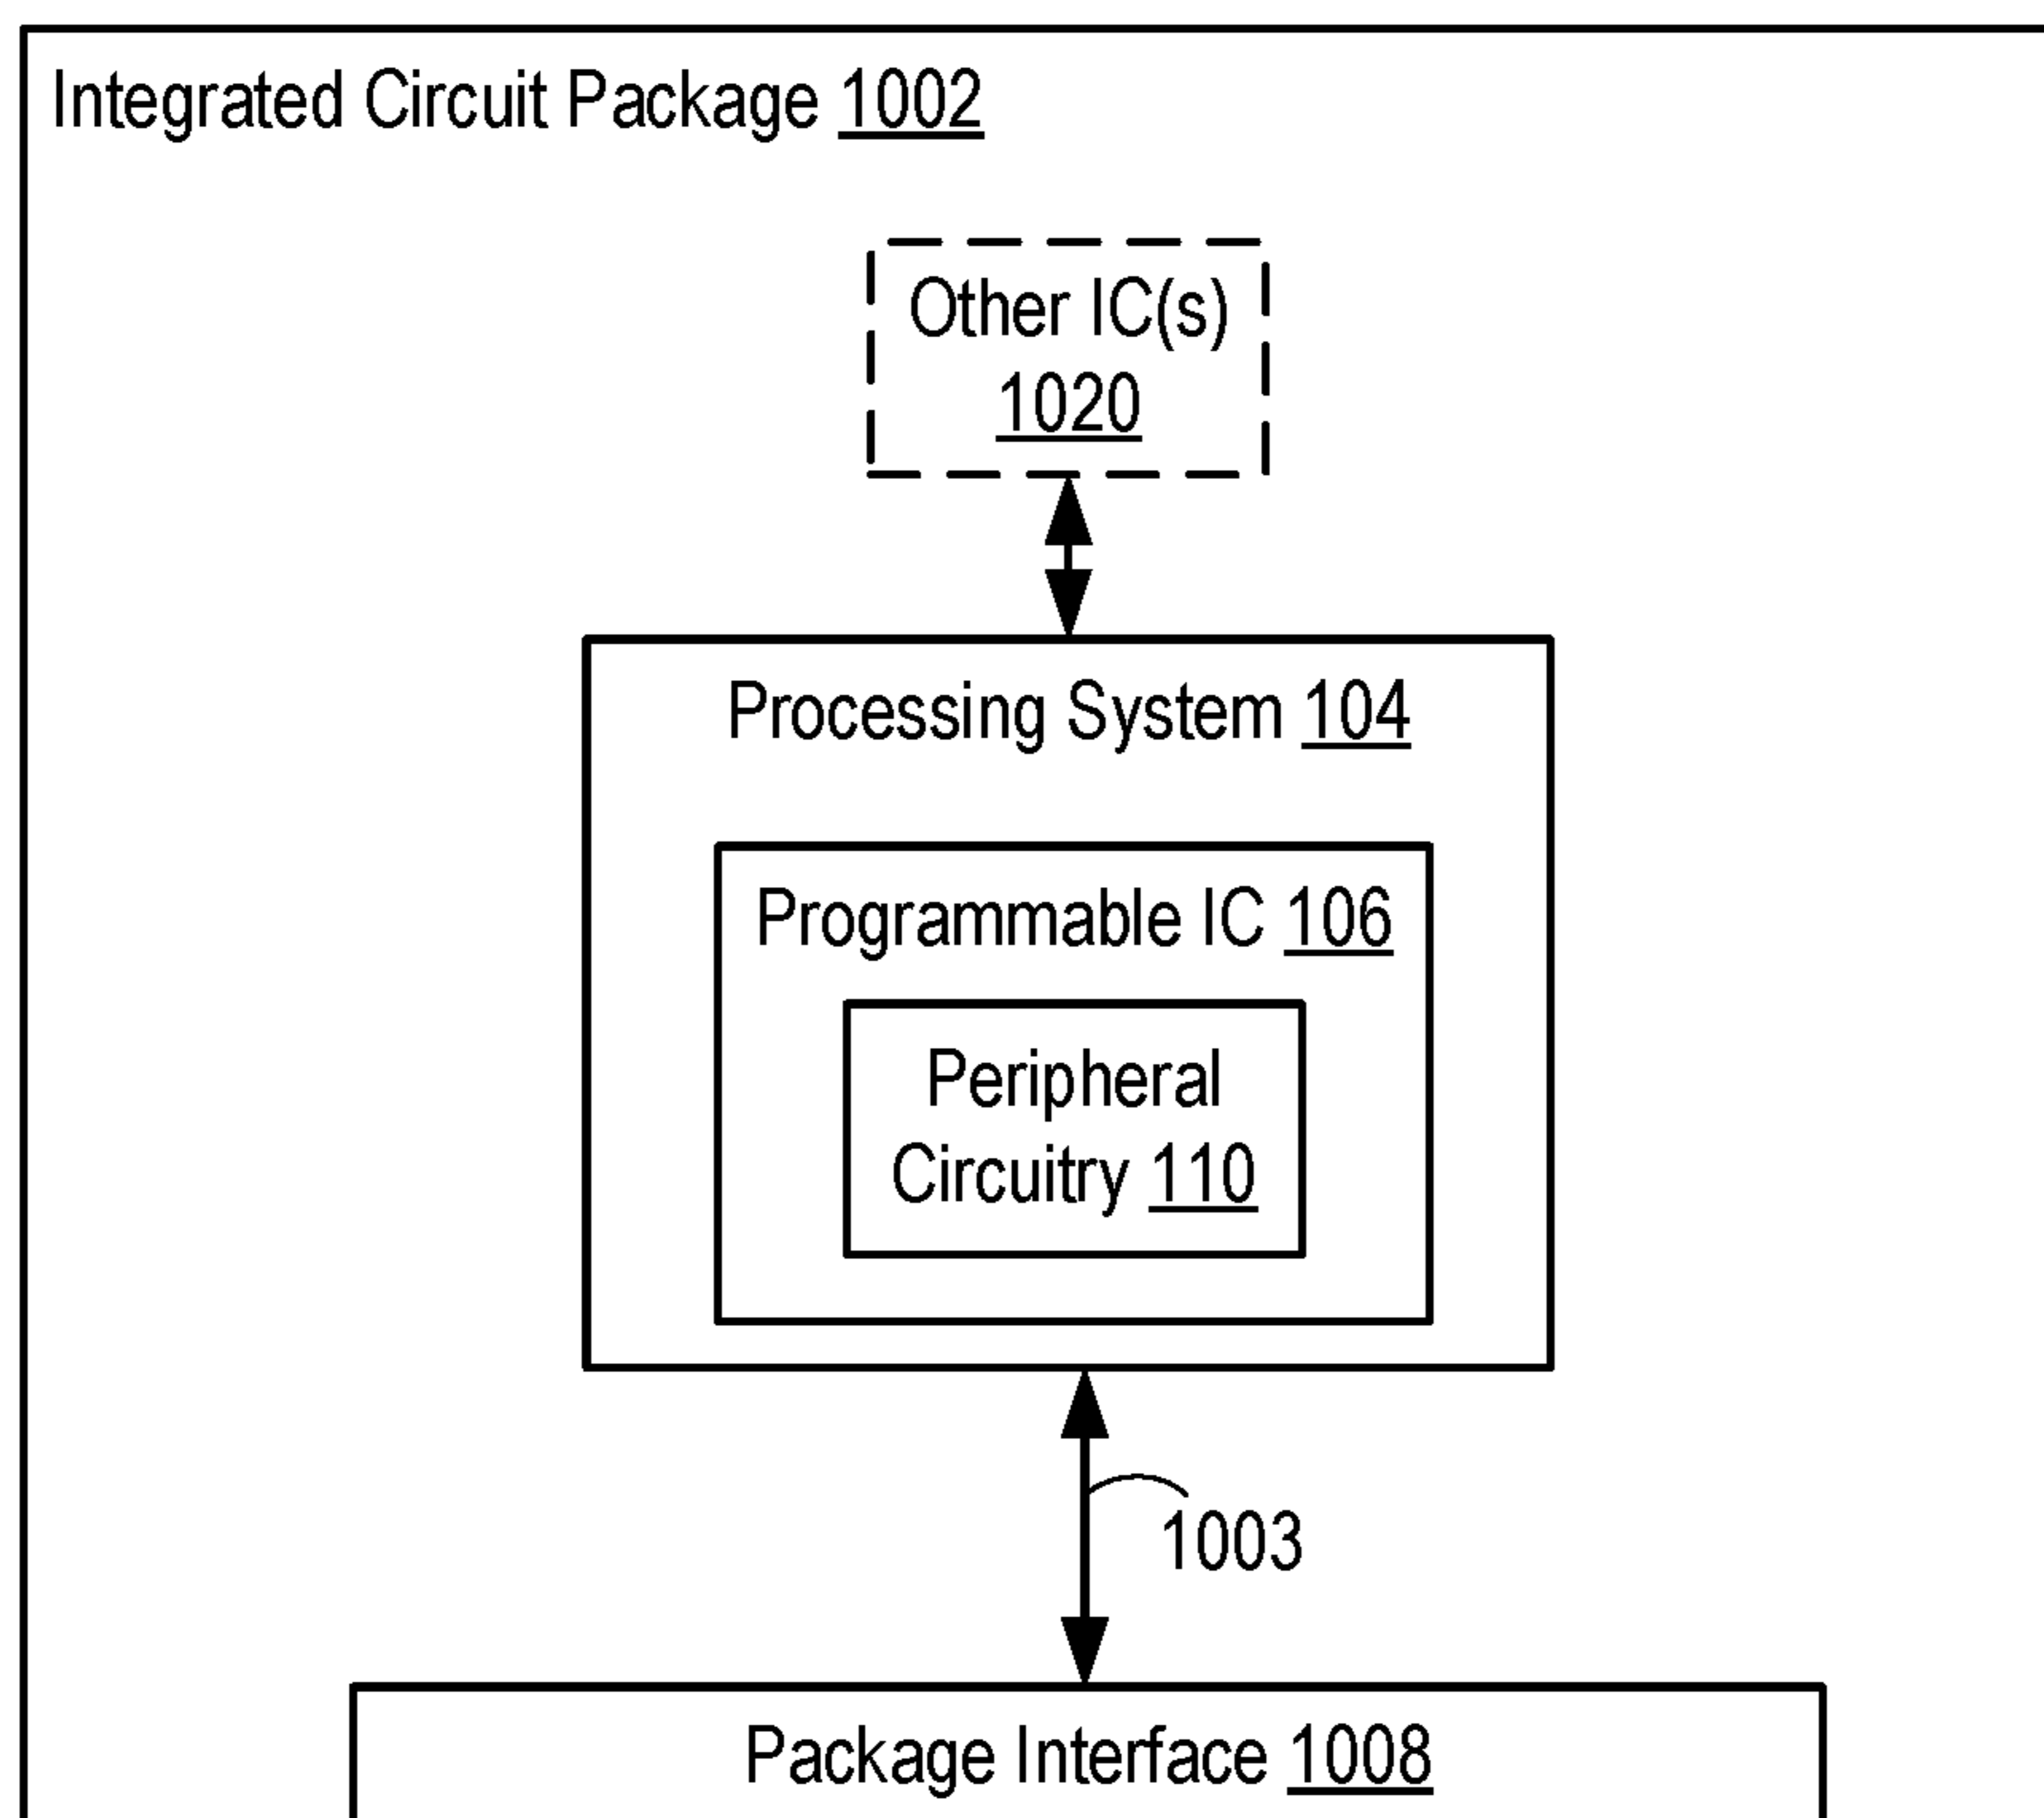 Integrated Circuit Package 1002
Other IC(s)
1020
Processing System 104
Programmable IC 106
Peripheral
Circuitry 110
1003
Package Interface 1008